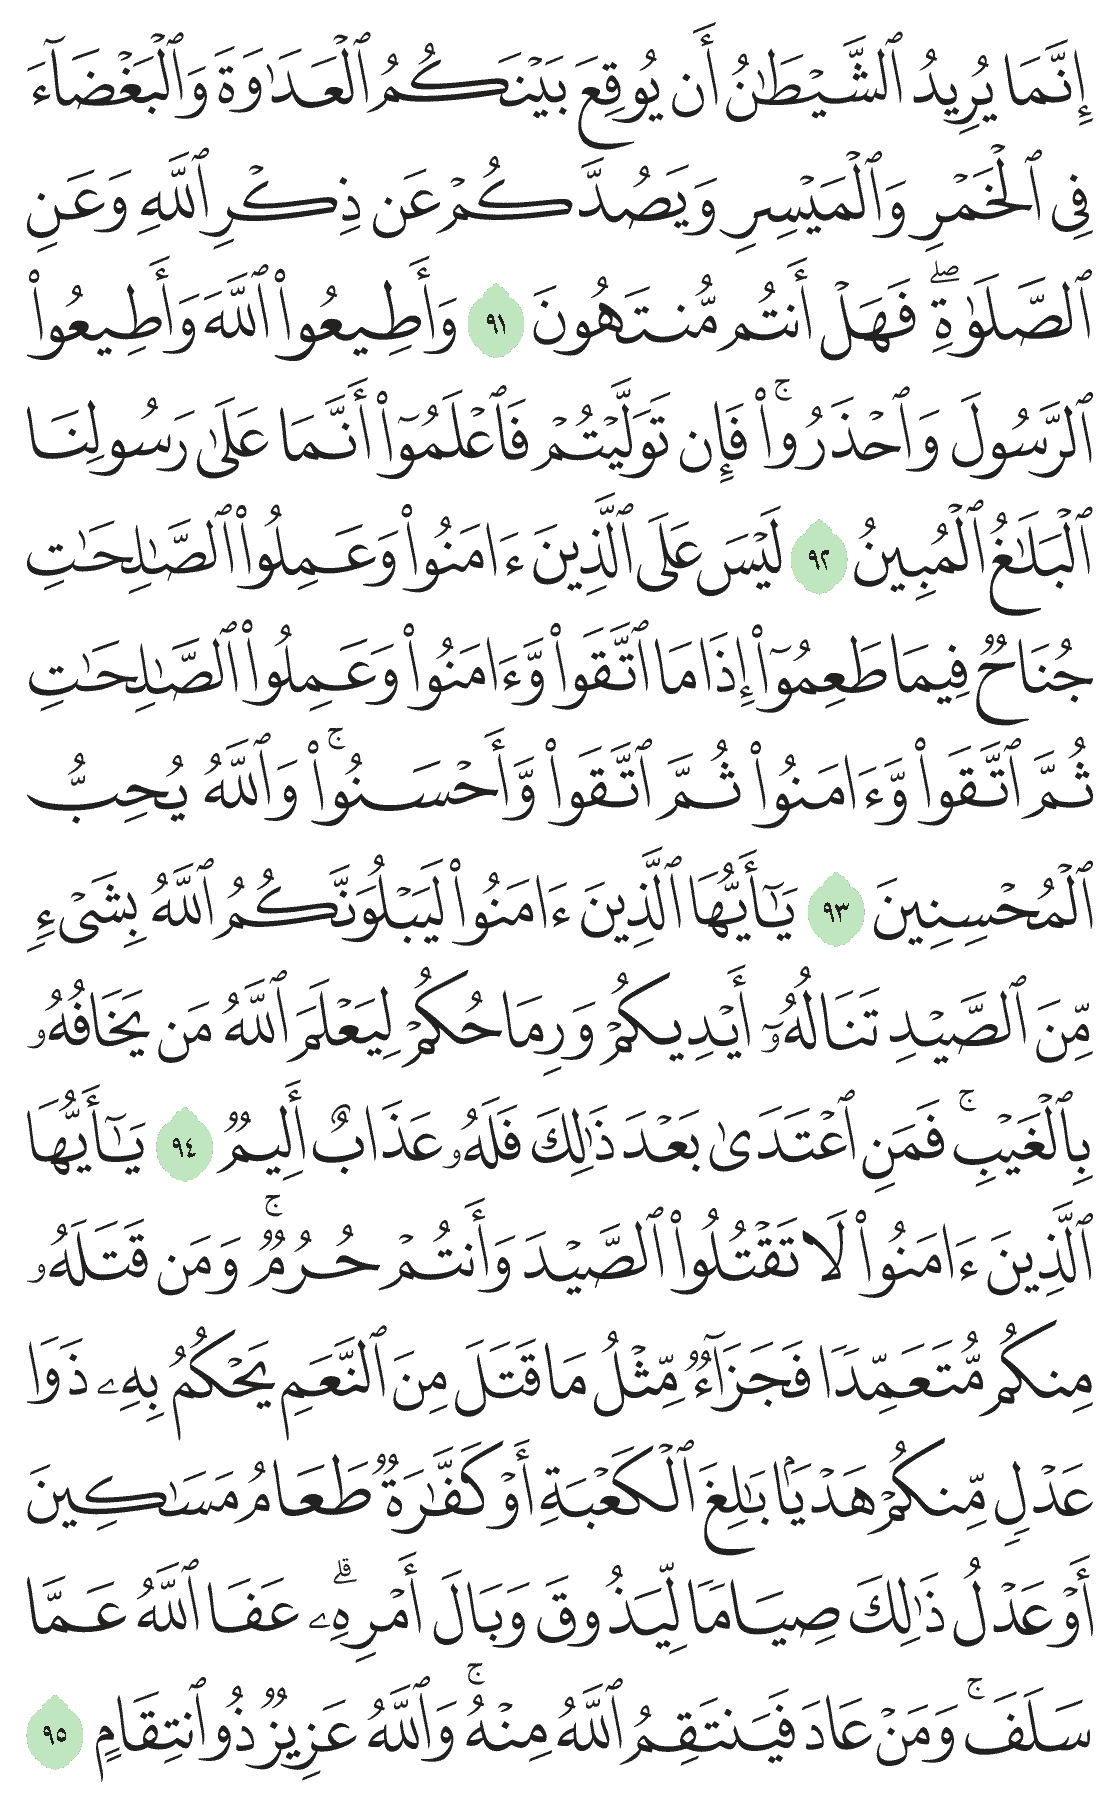 إِنَّمَا يُرِيدُ ٱلشَّيْطَٰنُ أَن يُوقِعَ بَيْنَكُمُ ٱلْعَدَٰوَةَ وَٱلْبَغْضَآءَ
فِى ٱلْخَمْرِ وَٱلْمَيْسِرِ وَيَصُدَّكُمْ عَن ذِكْرِ ٱللَّهِ وَعَنِ
ٱلصَّلَوٰةِۖ فَهَلْ أَنتُم مُّنتَهُونَ ٩١ وَأَطِيعُوا۟ ٱللَّهَ وَأَطِيعُوا۟
ٱلرَّسُولَ وَٱحْذَرُوا۟ۚ فَإِن تَوَلَّيْتُمْ فَٱعْلَمُوٓا۟ أَنَّمَا عَلَىٰ رَسُولِنَا
ٱلْبَلَٰغُ ٱلْمُبِينُ ٩٢ لَيْسَ عَلَى ٱلَّذِينَ ءَامَنُوا۟ وَعَمِلُوا۟ ٱلصَّٰلِحَٰتِ
جُنَاحٌ فِيمَا طَعِمُوٓا۟ إِذَا مَا ٱتَّقَوا۟ وَّءَامَنُوا۟ وَعَمِلُوا۟ ٱلصَّٰلِحَٰتِ
ثُمَّ ٱتَّقَوا۟ وَّءَامَنُوا۟ ثُمَّ ٱتَّقَوا۟ وَّأَحْسَنُوا۟ۚ وَٱللَّهُ يُحِبُّ
ٱلْمُحْسِنِينَ ٩٣ يَٰٓأَيُّهَا ٱلَّذِينَ ءَامَنُوا۟ لَيَبْلُوَنَّكُمُ ٱللَّهُ بِشَىْءٍ
مِّنَ ٱلصَّيْدِ تَنَالُهُۥٓ أَيْدِيكُمْ وَرِمَاحُكُمْ لِيَعْلَمَ ٱللَّهُ مَن يَخَافُهُۥ
بِٱلْغَيْبِۚ فَمَنِ ٱعْتَدَىٰ بَعْدَ ذَٰلِكَ فَلَهُۥ عَذَابٌ أَلِيمٌ ٩٤ يَٰٓأَيُّهَا
ٱلَّذِينَ ءَامَنُوا۟ لَا تَقْتُلُوا۟ ٱلصَّيْدَ وَأَنتُمْ حُرُمٌۚ وَمَن قَتَلَهُۥ
مِنكُم مُّتَعَمِّدًا فَجَزَآءٌ مِّثْلُ مَا قَتَلَ مِنَ ٱلنَّعَمِ يَحْكُمُ بِهِۦ ذَوَا
عَدْلٍ مِّنكُمْ هَدْيًۢا بَٰلِغَ ٱلْكَعْبَةِ أَوْ كَفَّٰرَةٌ طَعَامُ مَسَٰكِينَ
أَوْ عَدْلُ ذَٰلِكَ صِيَامًا لِّيَذُوقَ وَبَالَ أَمْرِهِۦۗ عَفَا ٱللَّهُ عَمَّا
سَلَفَۚ وَمَنْ عَادَ فَيَنتَقِمُ ٱللَّهُ مِنْهُۚ وَٱللَّهُ عَزِيزٌ ذُو ٱنتِقَامٍ ٩٥